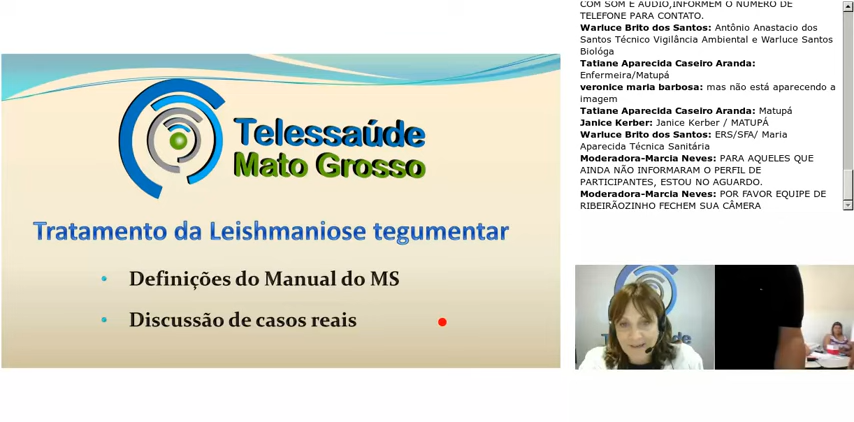 Telessaúde
Mato Grosso
Tratamento da Leishmaniose tegumentar
• Definições do Manual do MS
• Discussão de casos reais
COM SOM E ÁUDIO,INFORMEM O NÚMERO DE
TELEFONE PARA CONTATO.
Warluce Brito dos Santos: Antônio Anastacio dos
Santos Técnico Vigilância Ambiental e Warluce Santos
Biológa
Tatiane Aparecida Caseiro Aranda:
Enfermeira/Matupá
veronice maria barbosa: mas não está aparecendo a
imagem
Tatiane Aparecida Caseiro Aranda: Matupá
Janice Kerber: Janice Kerber / MATUPÁ
Warluce Brito dos Santos: ERS/SFA/ Maria
Aparecida Técnica Sanitária
Moderadora-Marcia Neves: PARA AQUELES QUE
AINDA NÃO INFORMARAM O PERFIL DE
PARTICIPANTES, ESTOU NO AGUARDO.
Moderadora-Marcia Neves: POR FAVOR EQUIPE DE
RIBEIRÃOZINHO FECHEM SUA CÂMERA